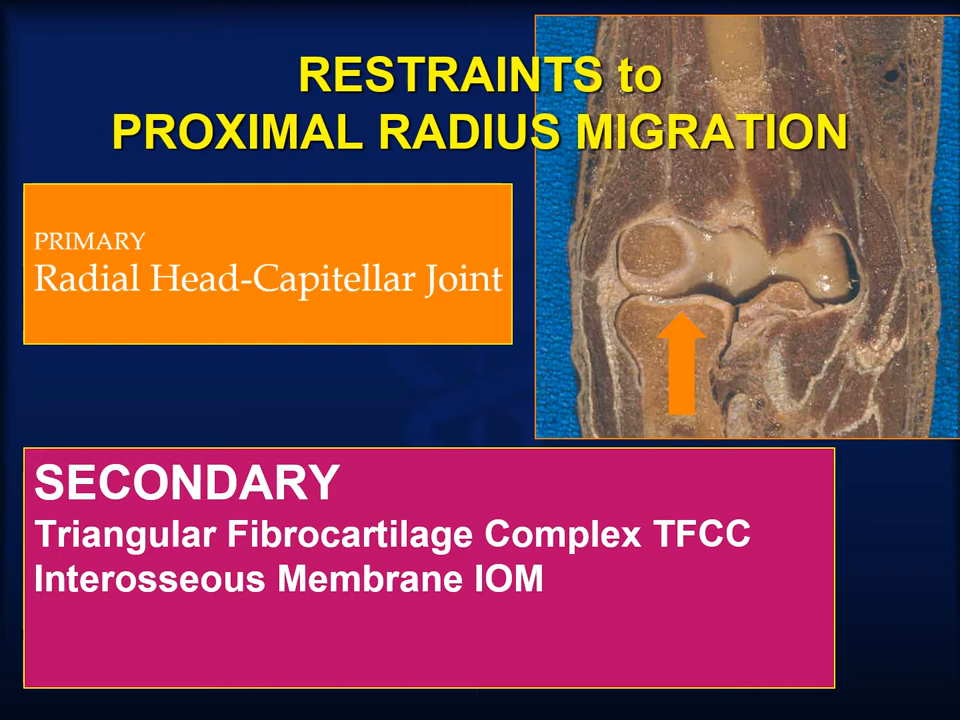 RESTRAINTS to
PROXIMAL RADIUS MIGRATION
PRIMARY
Radial Head-Capitellar Joint
SECONDARY
Triangular Fibrocartilage Complex TFCC
Interosseous Membrane IOM